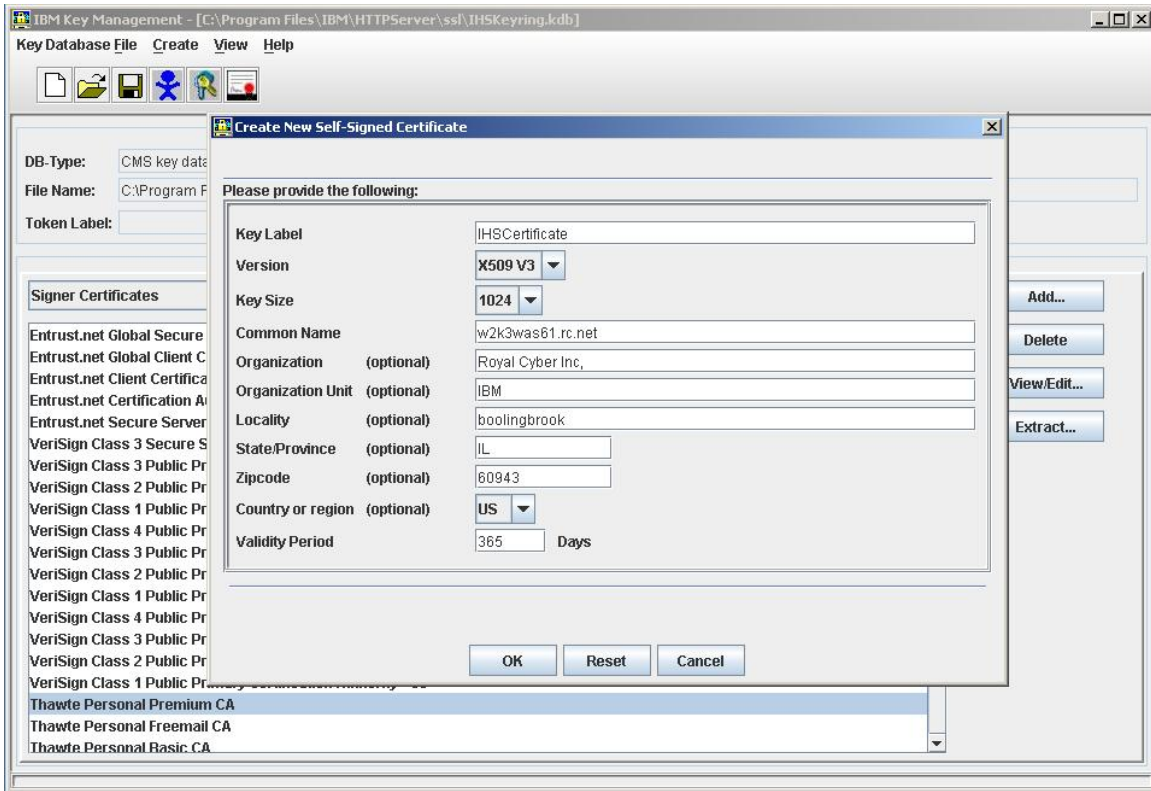 IBM Key Management - [C:\Program Files\IBM\HTTPServer\ssl\IHSKeyring.kdb]
Key Database File Create View Help
Create New Self-Signed Certificate
DB-Type: CMS key data
File Name: C:\Program F
Token Label:
Please provide the following:
Key Label IHSCertificate
Version X509 V3
Key Size 1024
Common Name w2k3was61.rc.net
Organization (optional) Royal Cyber Inc,
Organization Unit (optional) IBM
Locality (optional) boolingbrook
State/Province (optional) IL
Zipcode (optional) 60943
Country or region (optional) US
Validity Period 365 Days
OK Reset Cancel
Signer Certificates
Entrust.net Global Secure
Entrust.net Global Client C
Entrust.net Client Certifica
Entrust.net Certification A
Entrust.net Secure Server
VeriSign Class 3 Secure S
VeriSign Class 3 Public Pr
VeriSign Class 2 Public Pr
VeriSign Class 1 Public Pr
VeriSign Class 4 Public Pr
VeriSign Class 3 Public Pr
VeriSign Class 2 Public Pr
VeriSign Class 1 Public Pr
VeriSign Class 4 Public Pr
VeriSign Class 3 Public Pr
VeriSign Class 2 Public Pr
VeriSign Class 1 Public
Thawte Personal Premium CA
Thawte Personal Freemail CA
Thawte Personal Basic CA
Add...
Delete
View/Edit...
Extract...